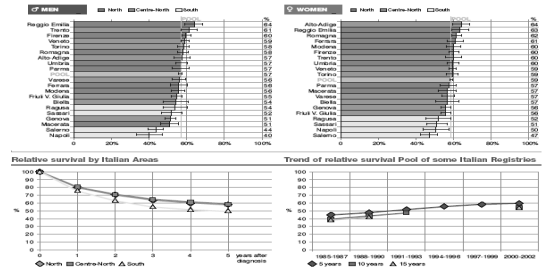 ♂ MEN
North Centre-North South
POOL
%
Reggio Emilia 64
Trento 61
Firenze 60
Veneto 59
Torino 58
Romagna 58
Alto-Adige 57
Umbria 57
Parma 57
POOL 57
Varese 56
Ferrara 56
Modena 56
Friuli V. Giulia 55
Biella 54
Ragusa 54
Sassari 52
Genova 51
Macerata 51
Salerno 44
Napoli 40
0% 20% 40% 60% 80% 100%
♀ WOMEN
North Centre-North South
POOL
%
Alto-Adige 64
Reggio Emilia 63
Romagna 62
Ferrara 61
Modena 60
Firenze 60
Trento 60
Umbria 60
Veneto 59
Torino 59
POOL 59
Parma 58
Macerata 57
Varese 57
Biella 57
Genova 56
Friuli V. Giulia 56
Ragusa 52
Sassari 51
Napoli 50
Salerno 47
0% 20% 40% 60% 80% 100%
Relative survival by Italian Areas
100
90
80
70
60
50
40
30
20
10
0
%
0 1 2 3 4 5 years after
diagnosis
North Centre-North South
Trend of relative survival Pool of some Italian Registries
100
90
80
70
60
50
40
30
20
10
0
%
1985-1987 1988-1990 1991-1993 1994-1996 1997-1999 2000-2002
5 years 10 years 15 years